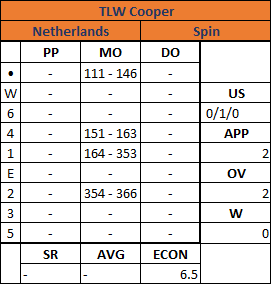 TLW Cooper
Netherlands Spin
PP MO DO
• - 111 - 146 -
W - - - US
6 - - - 0/1/0
4 - 151 - 163 - APP
1 - 164 - 353 - 2
E - - - OV
2 - 354 - 366 - 2
3 - - - W
5 - - - 0
SR AVG ECON
- - 6.5